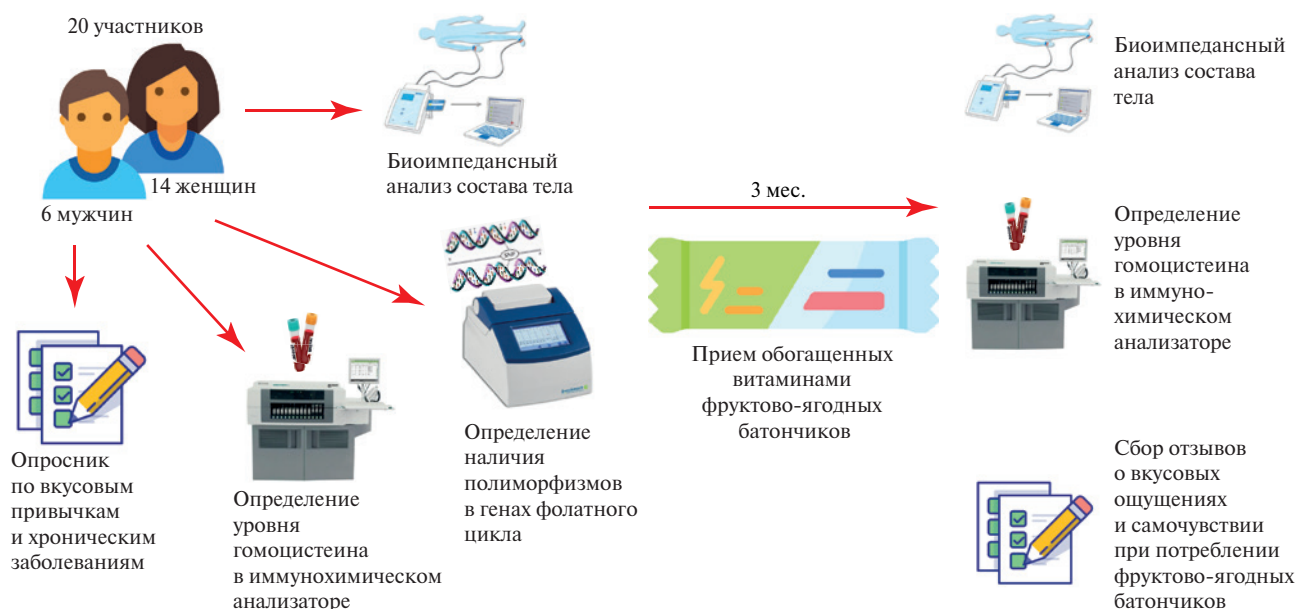 20 участников
14 женщин
6 мужчин
Биоимпедансный
анализ состава тела
Опросник
по вкусовым
привычкам
и хроническим
заболеваниям
Определение
уровня
гомоцистеина
в иммунохимическом
анализаторе
Определение
наличия
полиморфизмов
в генах фолатного
цикла
3 мес.
Прием обогащенных
витаминами
фруктово-ягодных
батончиков
Биоимпедансный
анализ состава
тела
Определение
уровня
гомоцистеина
в иммуно-
химическом
анализаторе
Сбор отзывов
о вкусовых
ощущениях
и самочувствии
при потреблении
фруктово-ягодных
батончиков